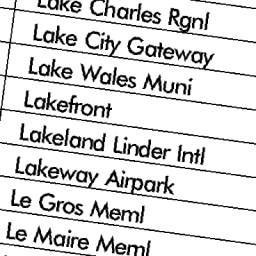 Lake Charles Rgnl
Lake City Gateway
Lake Wales Muni
Lakefront
Lakeland Linder Intl
Lakeway Airpark
Le Gros Meml
Le Maire Meml